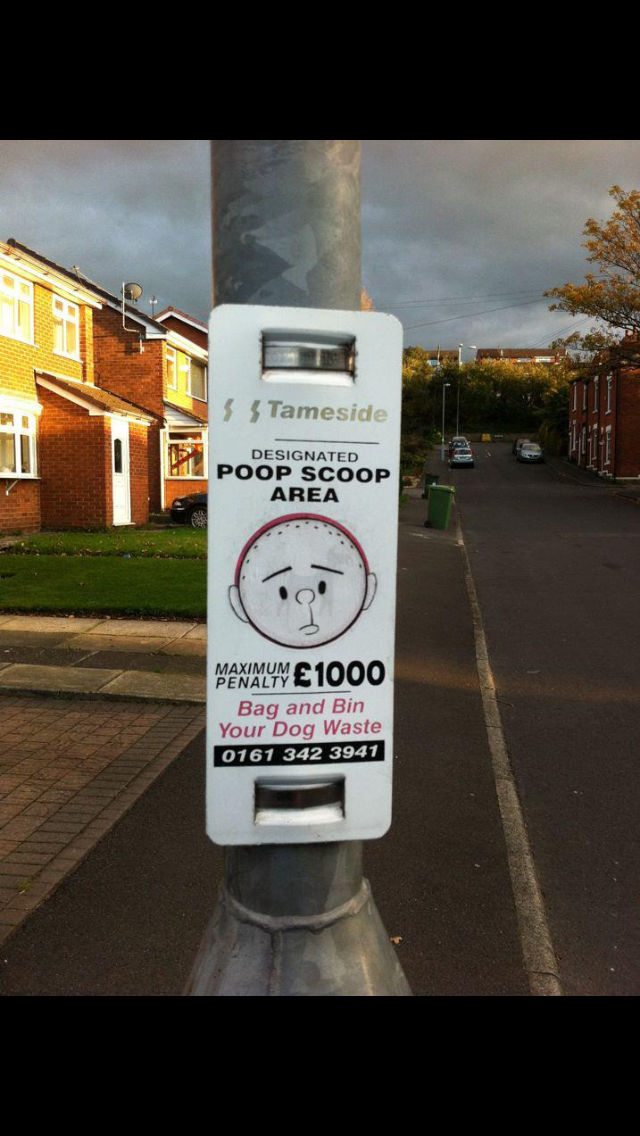 Tameside
DESIGNATED
POOP SCOOP
AREA
MAXIMUM
PENALTY £1000
Bag and Bin
Your Dog Waste
0161 342 3941